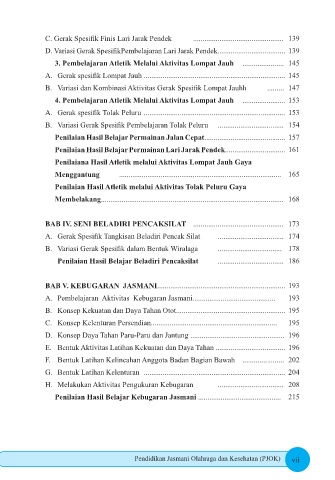 C. Gerak Spesifik Finis Lari Jarak Pendek ................................................ 139
D. Variasi Gerak SpesifikPembelajaran Lari Jarak Pendek.................................... 139
3. Pembelajaran Atletik Melalui Aktivitas Lompat Jauh ...................... 145
A. Gerak spesifik Lompat Jauh ............................................................ 145
B. Variasi dan Kombinasi Aktivitas Gerak Spesifik Lompat Jauhh ......... 147
4. Pembelajaran Atletik Melalui Aktivitas Lompat Jauh ...................... 153
A. Gerak spesifik Tolak Peluru ............................................................ 153
B. Variasi Gerak Spesifik Pembelajaran Tolak Peluru .................................. 154
Penilaian Hasil Belajar Permainan Jalan Cepat........................................... 157
Penilaian Hasil Belajar Permainan Lari Jarak Pendek................................ 161
Penilaiana Hasil Atletik melalui Aktivitas Lompat Jauh Gaya
Menggantung ................................................................................ 165
Penilaian Hasil Atletik melalui Aktivitas Tolak Peluru Gaya
Membelakang................................................................................ 168
BAB IV. SENI BELADIRI PENCAKSILAT ................................................ 173
A. Gerak Spesifik Tangkisan Beladiri Pencak Silat .................................. 174
B. Variasi Gerak Spesifik dalam Bentuk Wiralaga .................................. 178
Penilaian Hasil Belajar Beladiri Pencaksilat .................................. 186
BAB V. KEBUGARAN JASMANI................................................................ 193
A. Pembelajaran Aktivitas Kebugaran Jasmani........................................... 193
B. Konsep Kekuatan dan Daya Tahan Otot........................................................ 195
C. Konsep Kelenturan Persendian................................................................ 195
D. Konsep Daya Tahan Paru-Paru dan Jantung ................................................ 196
E. Bentuk Aktivitas Latihan Kekuatan dan Daya Tahan .................................. 196
F. Bentuk Latihan Kelincahan Anggota Badan Bagian Bawah ...................... 202
G. Bentuk Latihan Kelenturan ................................................................ 204
H. Melakukan Aktivitas Pengukuran Kebugaran .................................. 208
Penilaian Hasil Belajar Kebugaran Jasmani ........................................... 215
Pendidikan Jasmani Olahraga dan Kesehatan (PJOK) vii